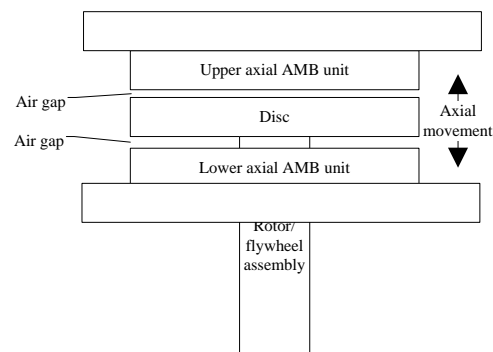 Upper axial AMB unit
Air gap
Disc
Axial
movement
Air gap
Lower axial AMB unit
Rotor/
flywheel
assembly